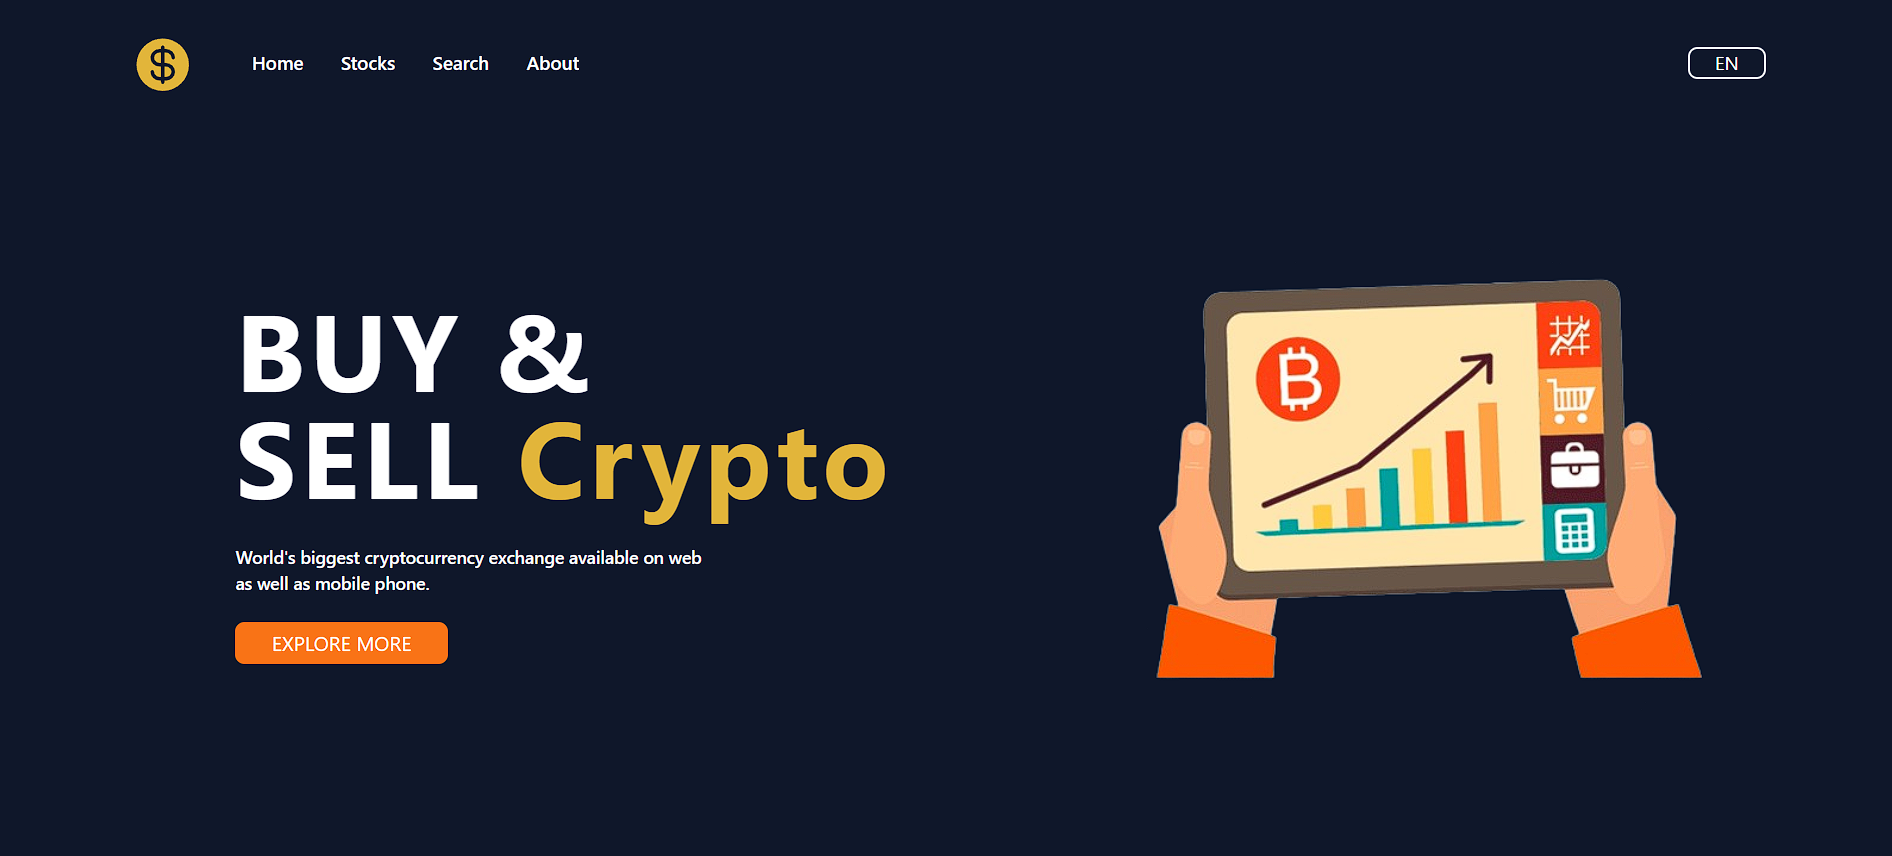 Home Stocks Search About EN
BUY &
SELL Crypto
World's biggest cryptocurrency exchange available on web
as well as mobile phone.
EXPLORE MORE